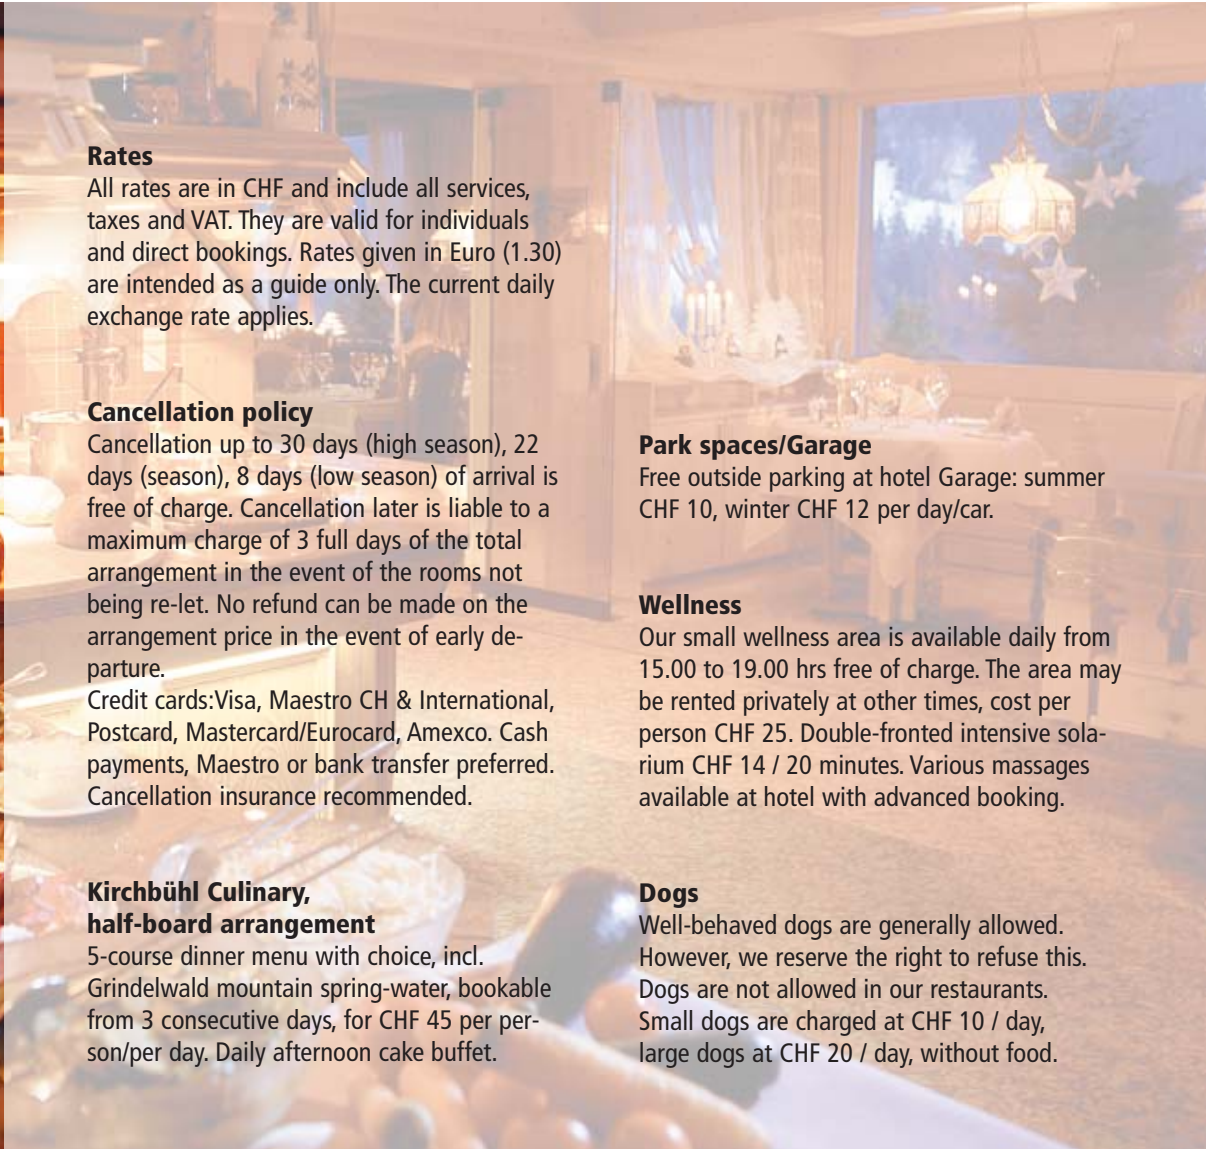 Rates
All rates are in CHF and include all services,
taxes and VAT. They are valid for individuals
and direct bookings. Rates given in Euro (1.30)
are intended as a guide only. The current daily
exchange rate applies.
Cancellation policy
Cancellation up to 30 days (high season), 22
days (season), 8 days (low season) of arrival is
free of charge. Cancellation later is liable to a
maximum charge of 3 full days of the total
arrangement in the event of the rooms not
being re-let. No refund can be made on the
arrangement price in the event of early de-
parture.
Credit cards:Visa, Maestro CH & International,
Postcard, Mastercard/Eurocard, Amexco. Cash
payments, Maestro or bank transfer preferred.
Cancellation insurance recommended.
Kirchbühl Culinary,
half-board arrangement
5-course dinner menu with choice, incl.
Grindelwald mountain spring-water, bookable
from 3 consecutive days, for CHF 45 per per-
son/per day. Daily afternoon cake buffet.
Park spaces/Garage
Free outside parking at hotel Garage: summer
CHF 10, winter CHF 12 per day/car.
Wellness
Our small wellness area is available daily from
15.00 to 19.00 hrs free of charge. The area may
be rented privately at other times, cost per
person CHF 25. Double-fronted intensive sola-
rium CHF 14 / 20 minutes. Various massages
available at hotel with advanced booking.
Dogs
Well-behaved dogs are generally allowed.
However, we reserve the right to refuse this.
Dogs are not allowed in our restaurants.
Small dogs are charged at CHF 10 / day,
large dogs at CHF 20 / day, without food.